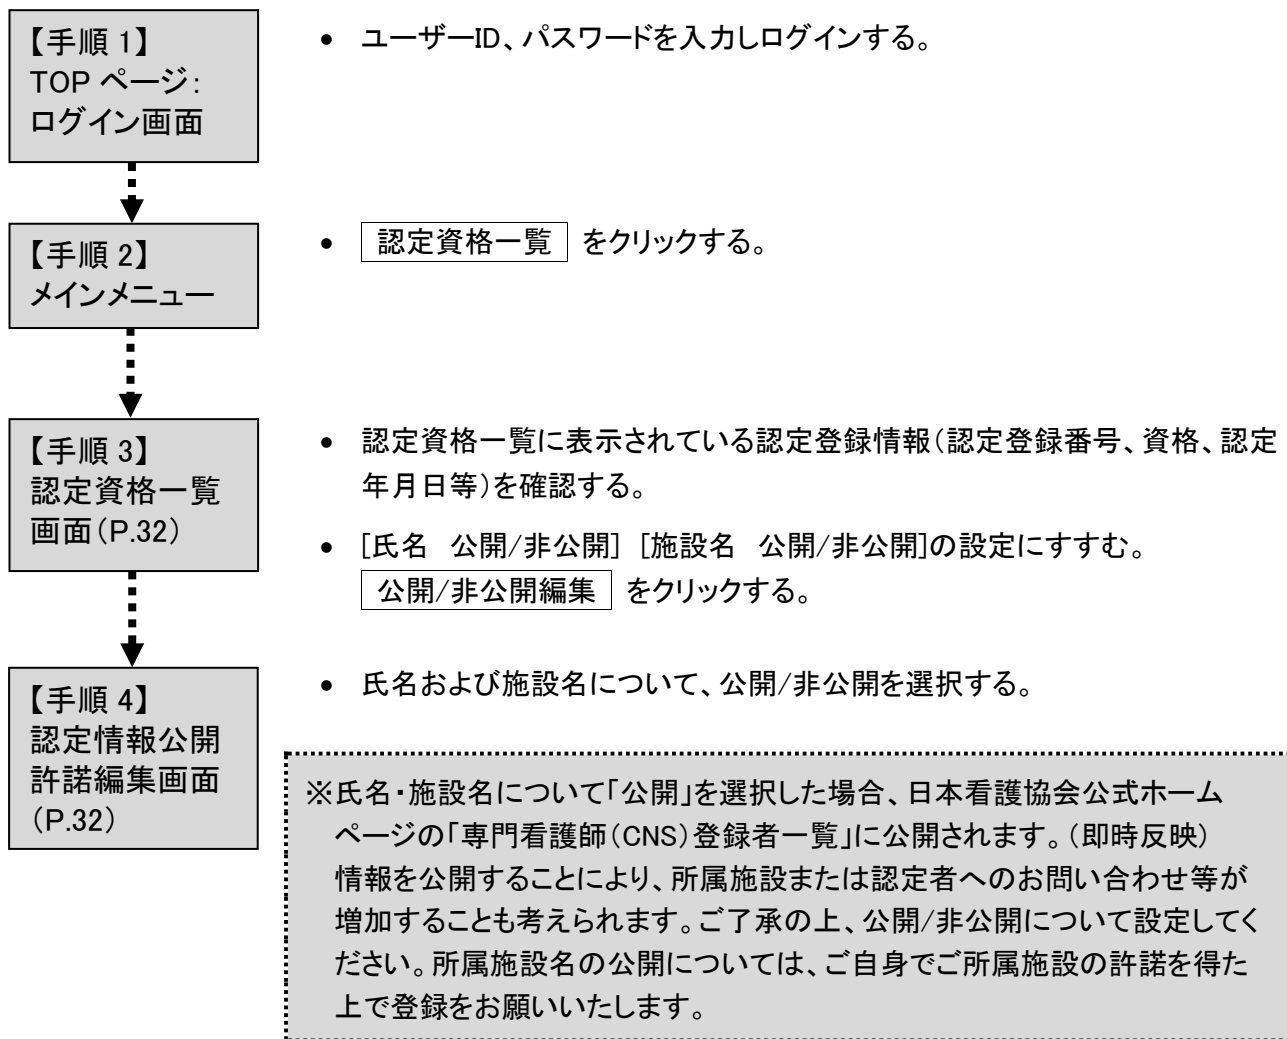 【手順 1】
TOP ページ：
ログイン画面
• ユーザーID、パスワードを入力しログインする。
【手順 2】
メインメニュー
• 認定資格一覧 をクリックする。
【手順 3】
認定資格一覧
画面（P.32）
• 認定資格一覧に表示されている認定登録情報（認定登録番号、資格、認定
年月日等）を確認する。
• [氏名　公開/非公開] [施設名　公開/非公開]の設定にすすむ。
公開/非公開編集 をクリックする。
【手順 4】
認定情報公開
許諾編集画面
（P.32）
• 氏名および施設名について、公開/非公開を選択する。
※氏名・施設名について「公開」を選択した場合、日本看護協会公式ホーム
ページの「専門看護師（CNS）登録者一覧」に公開されます。（即時反映）
情報を公開することにより、所属施設または認定者へのお問い合わせ等が
増加することも考えられます。ご了承の上、公開/非公開について設定してく
ださい。所属施設名の公開については、ご自身でご所属施設の許諾を得た
上で登録をお願いいたします。